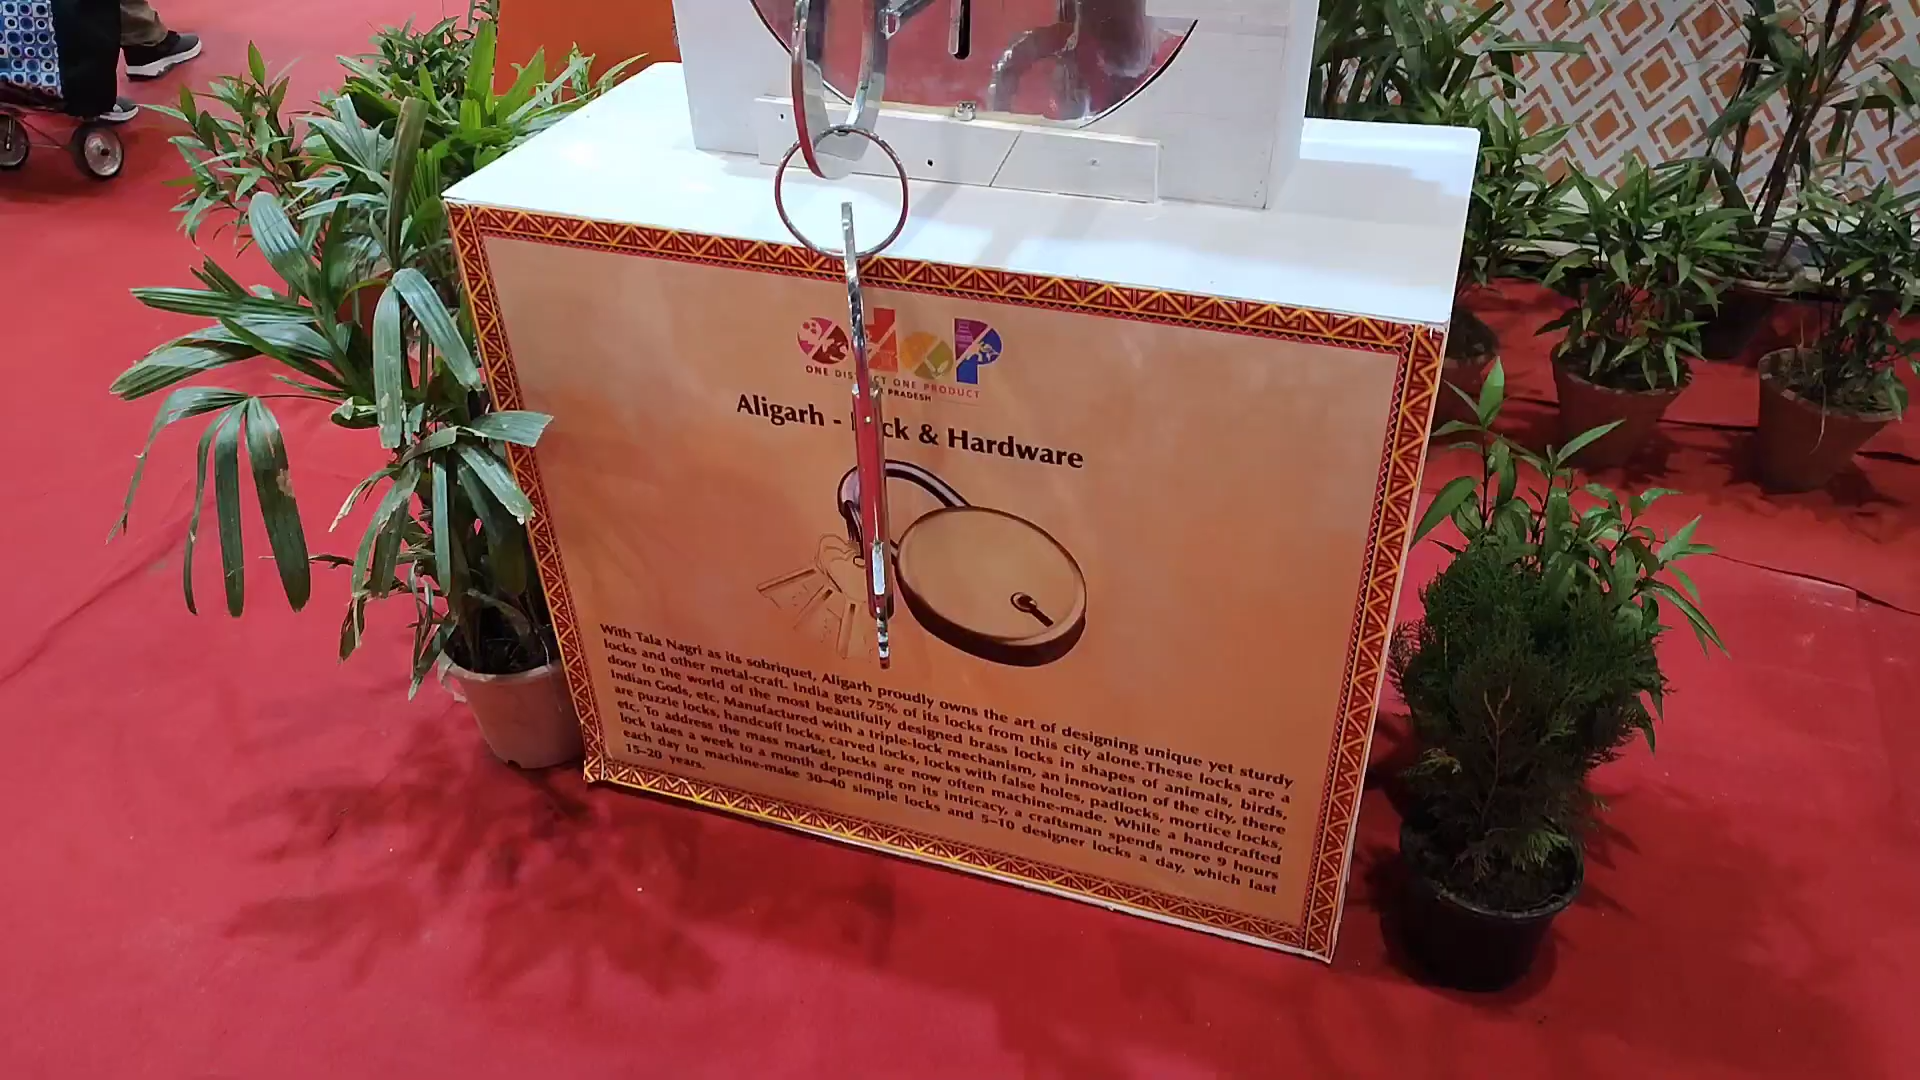 odop
ONE DISTRICT ONE PRODUCT
PRADESH
Aligarh - ck & Hardware
With Tala Nagri as its sobriquet, Aligarh proudly owns the art of designing unique yet sturdy
locks and other metal-craft. India gets 75% of its locks from this city alone.These locks are a
door to the world of the most beautifully designed brass locks in shapes of animals, birds,
Indian Gods, etc. Manufactured with a triple-lock mechanism, an innovation of the city, there
are puzzle locks, handcuff locks, carved locks, locks with false holes, padlocks, mortice locks,
etc. To address the mass market, locks are now often machine-made. While a handcrafted
lock takes a week to a month depending on its intricacy, a craftsman spends more 9 hours
each day to machine-make 30-40 simple locks and 5-10 designer locks a day, which last
15-20 years.